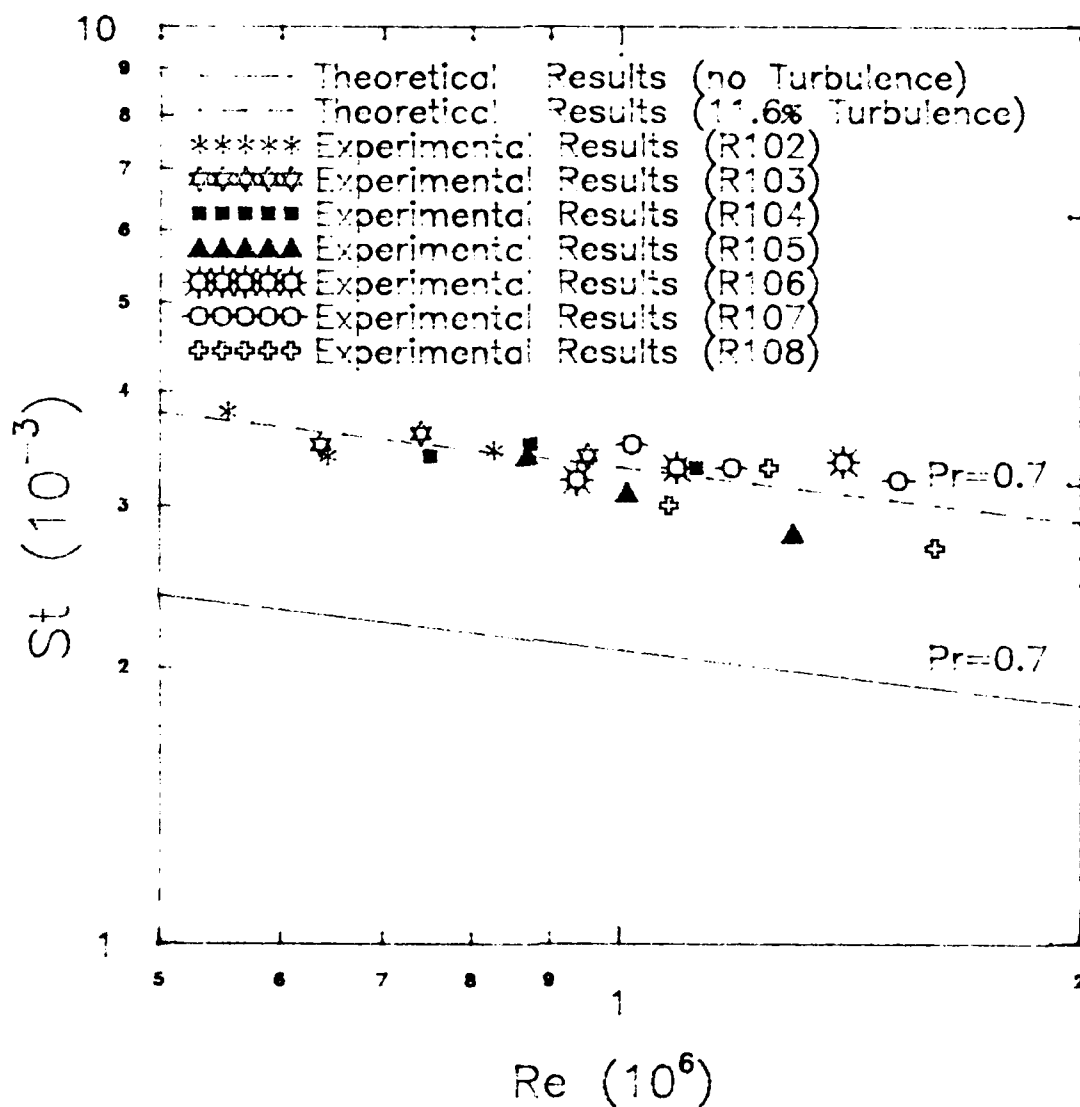 10
9
8
7
6
5
4
3
2
1
St (10⁻³)
Theoretical Results (no Turbulence)
Theoretical Results (11.6% Turbulence)
Experimental Results (R102)
Experimental Results (R103)
Experimental Results (R104)
Experimental Results (R105)
Experimental Results (R106)
Experimental Results (R107)
Experimental Results (R108)
Pr=0.7
Pr=0.7
5 6 7 8 9 1 2
Re (10⁶)